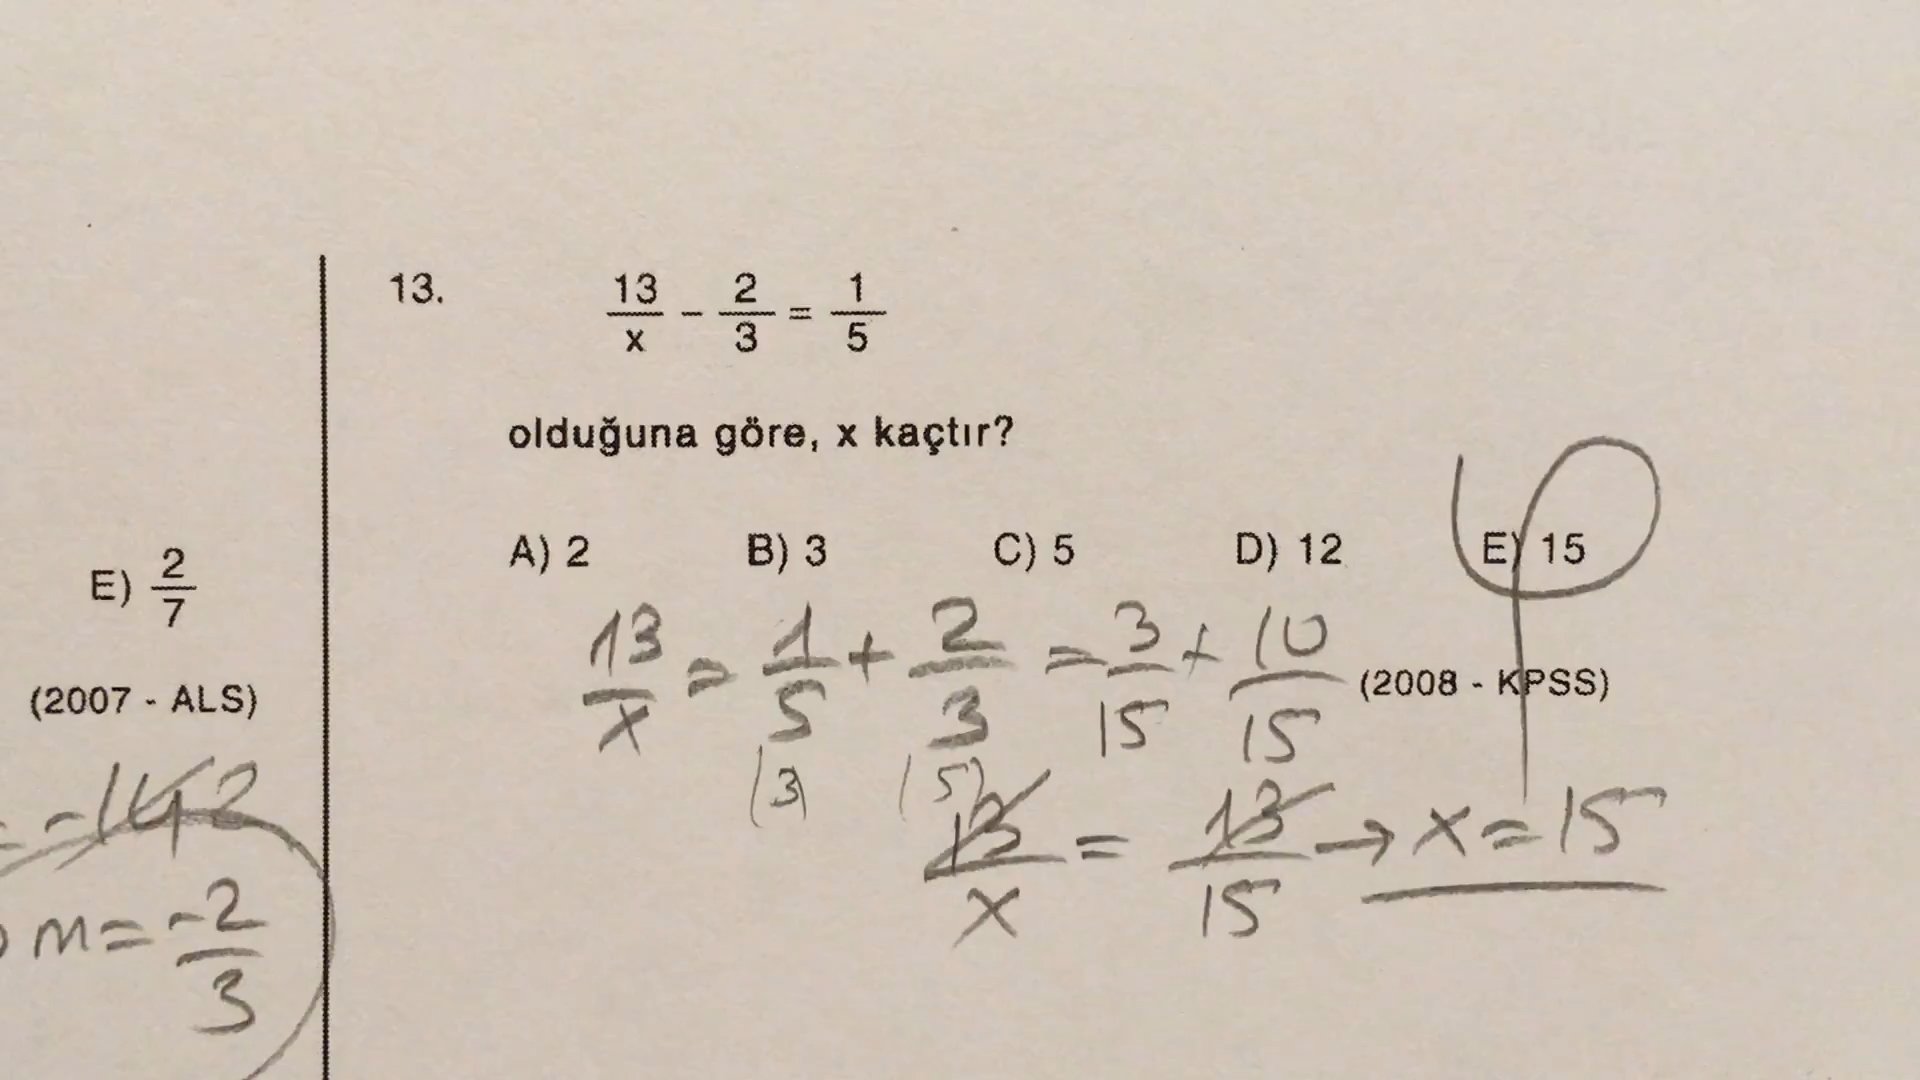 13.
13/x - 2/3 = 1/5
olduğuna göre, x kaçtır?
A) 2 B) 3 C) 5 D) 12 E) 15
13/x = 1/5 + 2/3 = 3/15 + 10/15
(3) (5)
(2008 - KPSS)
13/x = 13/15 → x = 15
E) 2/7
(2007 - ALS)
m = -2/3